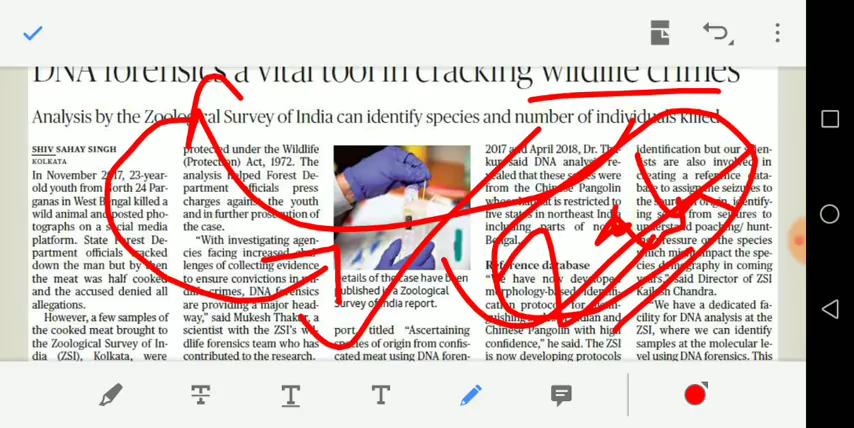 DNA forensics a vital tool in cracking wildlife crimes
Analysis by the Zoological Survey of India can identify species and number of individuals killed
SHIV SAHAY SINGH
KOLKATA
In November 2017, 23-year-
old youth from North 24 Par-
ganas in West Bengal killed a
wild animal and posted pho-
tographs on a social media
platform. State Forest De-
partment officials tracked
down the man but by then
the meat was half cooked
and the accused denied all
allegations.
However, a few samples of
the cooked meat brought to
the Zoological Survey of In-
dia (ZSI), Kolkata, were
protected under the Wildlife
(Protection) Act, 1972. The
analysis helped Forest De-
partment officials press
charges against the youth
and in further prosecution of
the case.
“With investigating agen-
cies facing increased chal-
lenges of collecting evidence
to ensure convictions in wil-
dlife crimes, DNA forensics
are providing a major head-
way,” said Mukesh Thakur, a
scientist with the ZSI’s wil-
dlife forensics team who has
contributed to the research.
Details of the case have been
published in a Zoological
Survey of India report.
port titled “Ascertaining
species of origin from confis-
cated meat using DNA foren-
2017 and April 2018, Dr. Tha-
kur said DNA analysis re-
vealed that these scales were
from the Chinese Pangolin
whose habitat is restricted to
five states in northeast India
including parts of north
Bengal.
Reference database
“We have now developed
morphology-based identifi-
cation protocol for distin-
guishing Indian and
Chinese Pangolin with high
confidence,” he said. The ZSI
is now developing protocols
identification but our scien-
tists are also involved in
creating a reference data-
base to assign the seizures to
the source of origin, identify-
ing sex from seizures to
understand poaching/hunt-
ing pressure on the species
which might impact the spe-
cies demography in coming
years,” said Director of ZSI
Kailash Chandra.
“We have a dedicated fa-
cility for DNA analysis at the
ZSI, where we can identify
samples at the molecular le-
vel using DNA forensics. This